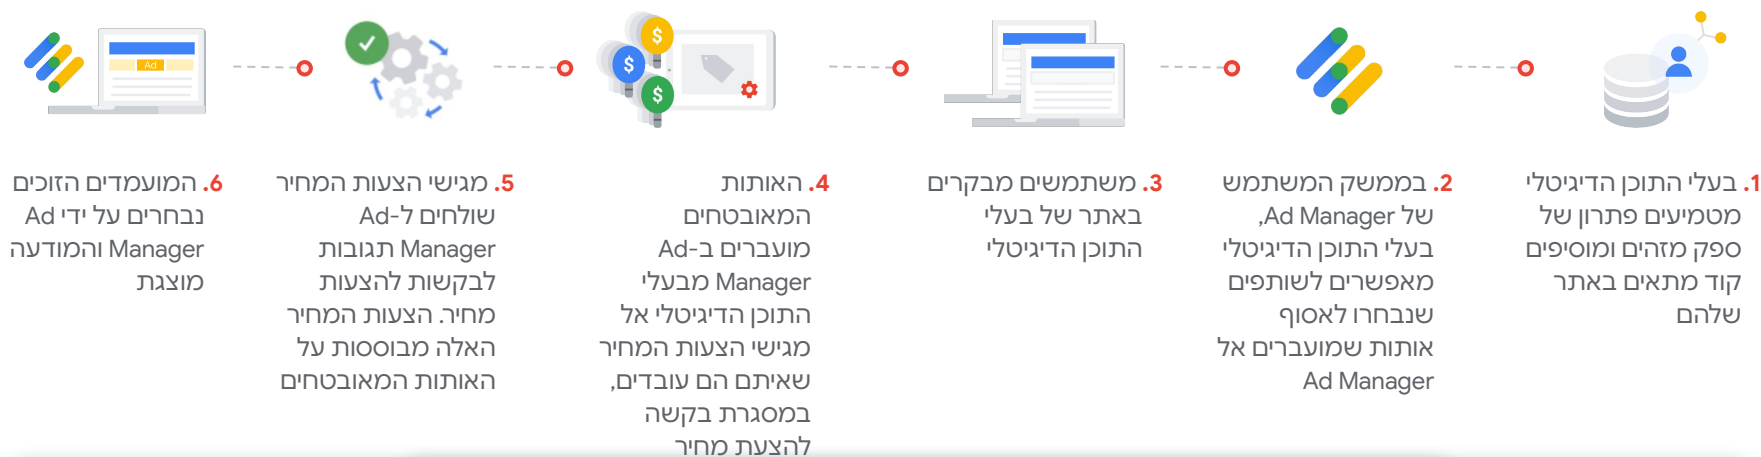 1. בעלי התוכן הדיגיטלי
מטמיעים פתרון של
ספק מזהים ומוסיפים
קוד מתאים באתר
שלהם
2. בממשק המשתמש
של Ad Manager,
בעלי התוכן הדיגיטלי
מאפשרים לשותפים
שנבחרו לאסוף
אותות שמועברים אל
Ad Manager
3. משתמשים מבקרים
באתר של בעלי
התוכן הדיגיטלי
$
$
$
4. האותות
המאובטחים
מועברים ב-Ad
Manager מבעלי
התוכן הדיגיטלי אל
מגישי הצעות המחיר
שאיתם הם עובדים,
במסגרת בקשה
להצעת מחיר
5. מגישי הצעות המחיר
שולחים ל-Ad
Manager תגובות
לבקשות להצעות
מחיר. הצעות המחיר
האלה מבוססות על
האותות המאובטחים
Ad
6. המועמדים הזוכים
נבחרים על ידי Ad
Manager והמודעה
מוצגת